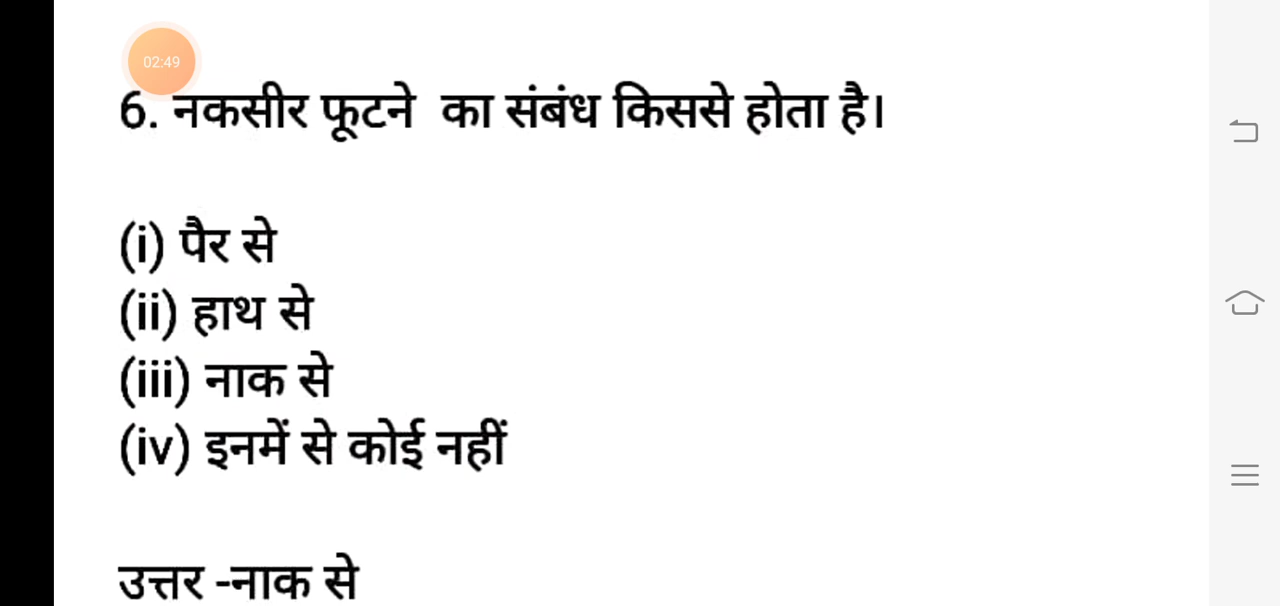 02:49
6. नकसीर फूटने का संबंध किससे होता है।
(i) पैर से
(ii) हाथ से
(iii) नाक से
(iv) इनमें से कोई नहीं
उत्तर -नाक से